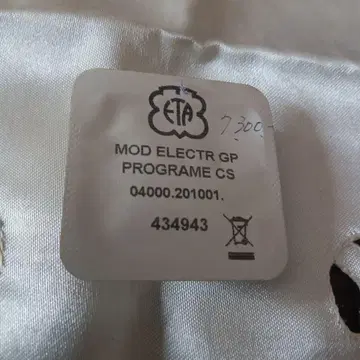 ETA
7300,-
MOD ELECTR GP
PROGRAME CS
04000.201001.
434943